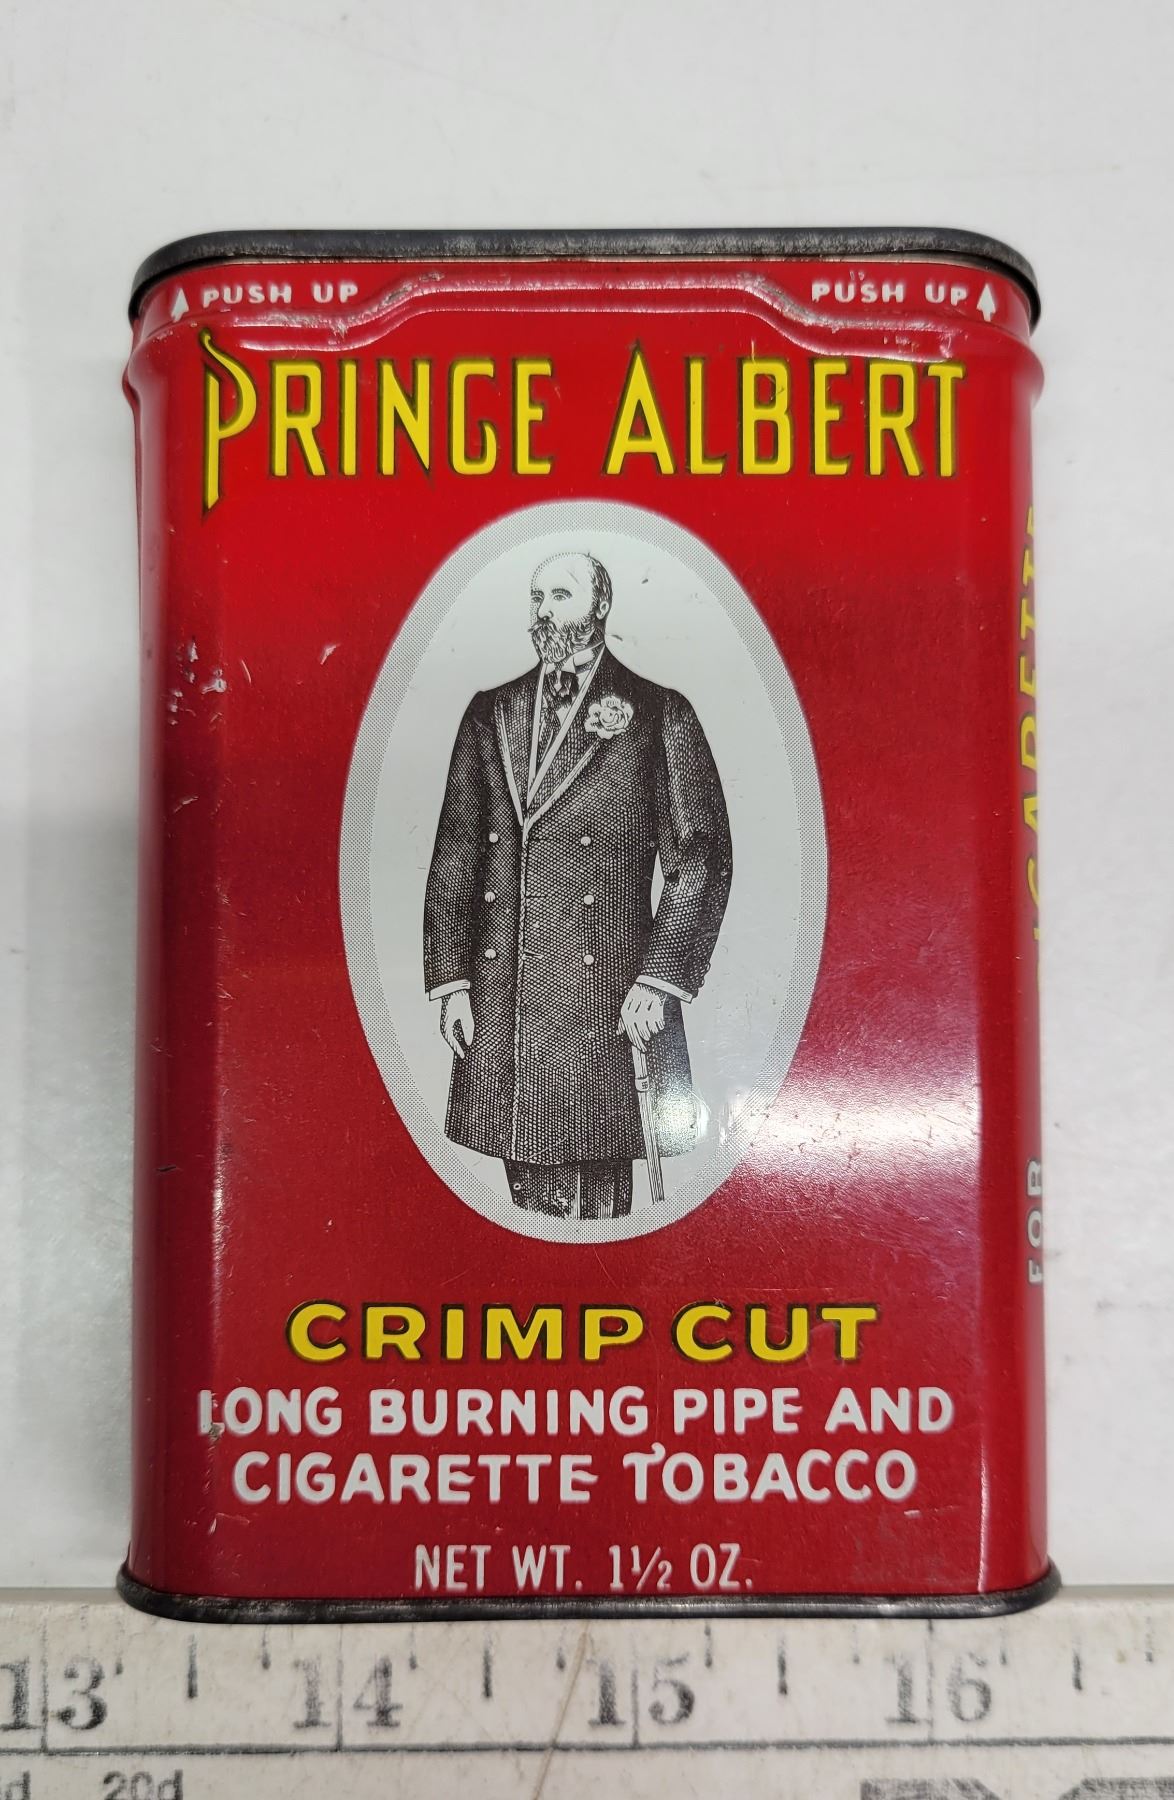 PUSH UP PUSH UP
PRINCE ALBERT
CRIMP CUT
LONG BURNING PIPE AND
CIGARETTE TOBACCO
NET WT. 1½ OZ.
FOR
13 14 15 16
20d